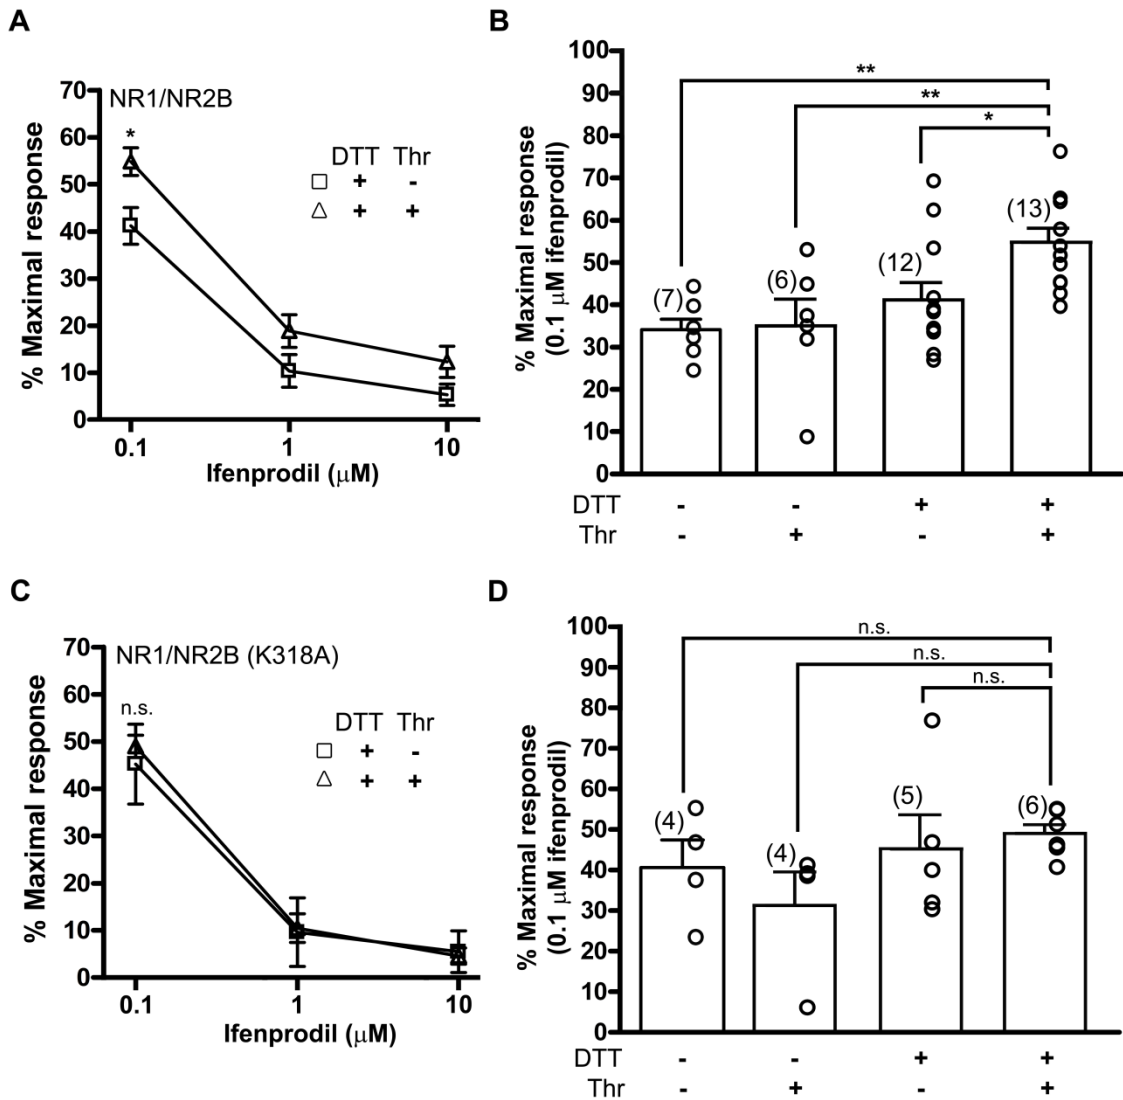 A
NR1/NR2B
DTT Thr
+ -
+ +
*
% Maximal response
70
60
50
40
30
20
10
0
0.1 1 10
Ifenprodil (μM)
B
% Maximal response
(0.1 μM ifenprodil)
100
90
80
70
60
50
40
30
20
10
0
**
**
*
(7) (6) (12) (13)
DTT - - + +
Thr - + - +
C
NR1/NR2B (K318A)
DTT Thr
+ -
+ +
n.s.
% Maximal response
70
60
50
40
30
20
10
0
0.1 1 10
Ifenprodil (μM)
D
% Maximal response
(0.1 μM ifenprodil)
100
90
80
70
60
50
40
30
20
10
0
n.s.
n.s.
n.s.
(4) (4) (5) (6)
DTT - - + +
Thr - + - +